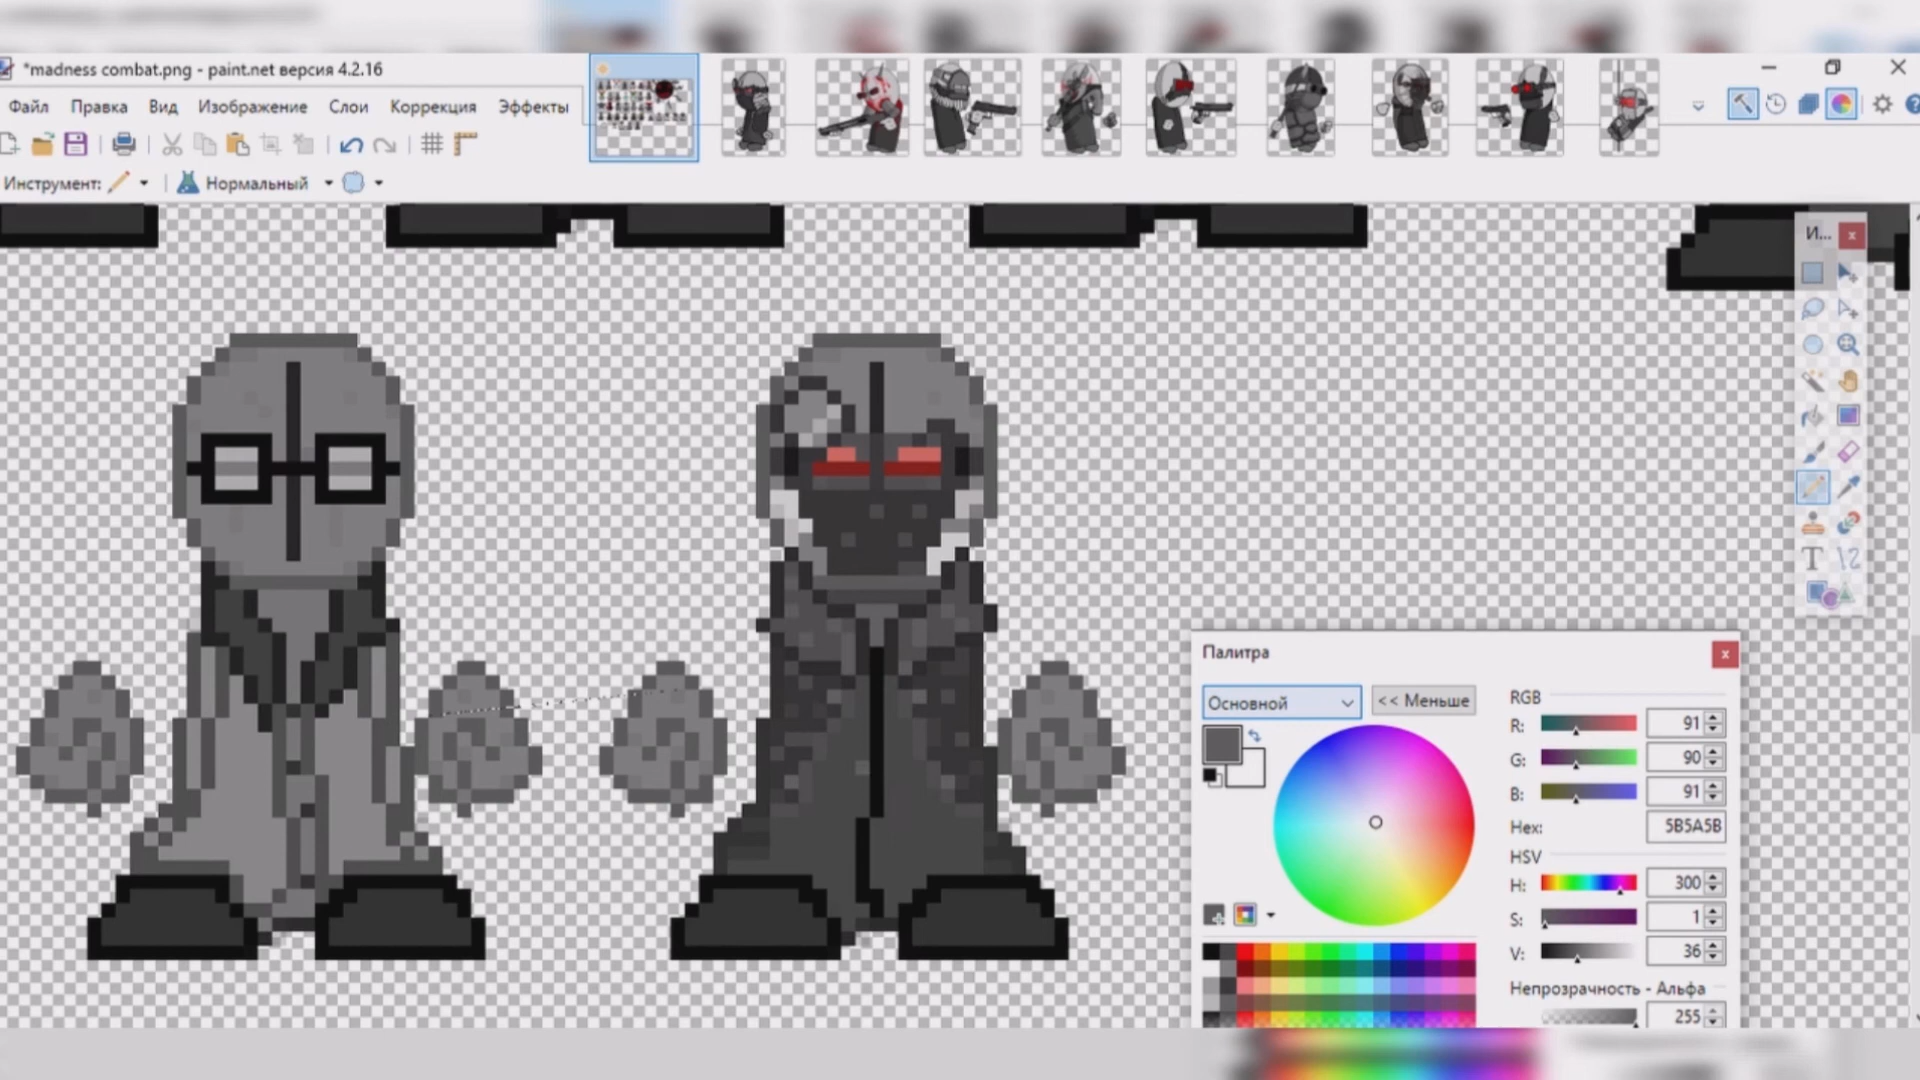 *madness combat.png - paint.net версия 4.2.16
Файл Правка Вид Изображение Слои Коррекция Эффекты
Инструмент: Нормальный
И...
T
Палитра
Основной
<< Меньше
RGB
R: 91
G: 90
B: 91
Hex: 5B5A5B
HSV
H: 300
S: 1
V: 36
Непрозрачность - Альфа
255